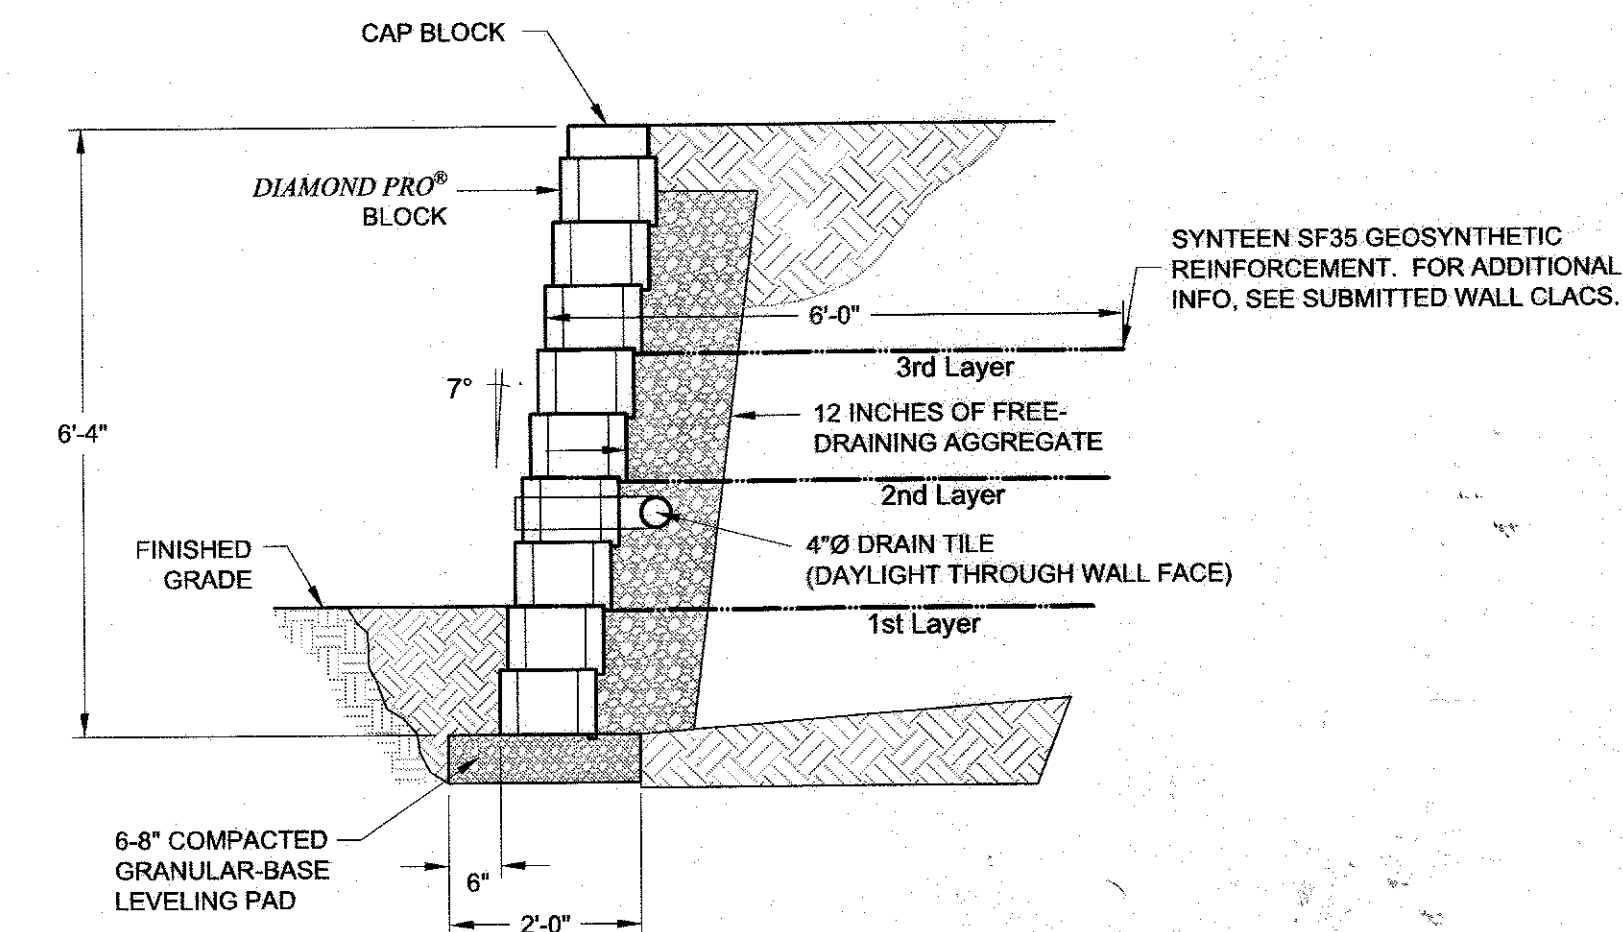 CAP BLOCK
DIAMOND PRO®
BLOCK
SYNTEEN SF35 GEOSYNTHETIC
REINFORCEMENT. FOR ADDITIONAL
INFO, SEE SUBMITTED WALL CLACS.
6'-0"
3rd Layer
7°
12 INCHES OF FREE-
DRAINING AGGREGATE
6'-4"
2nd Layer
FINISHED
GRADE
4"Ø DRAIN TILE
(DAYLIGHT THROUGH WALL FACE)
1st Layer
6-8" COMPACTED
GRANULAR-BASE
LEVELING PAD
6"
2'-0"